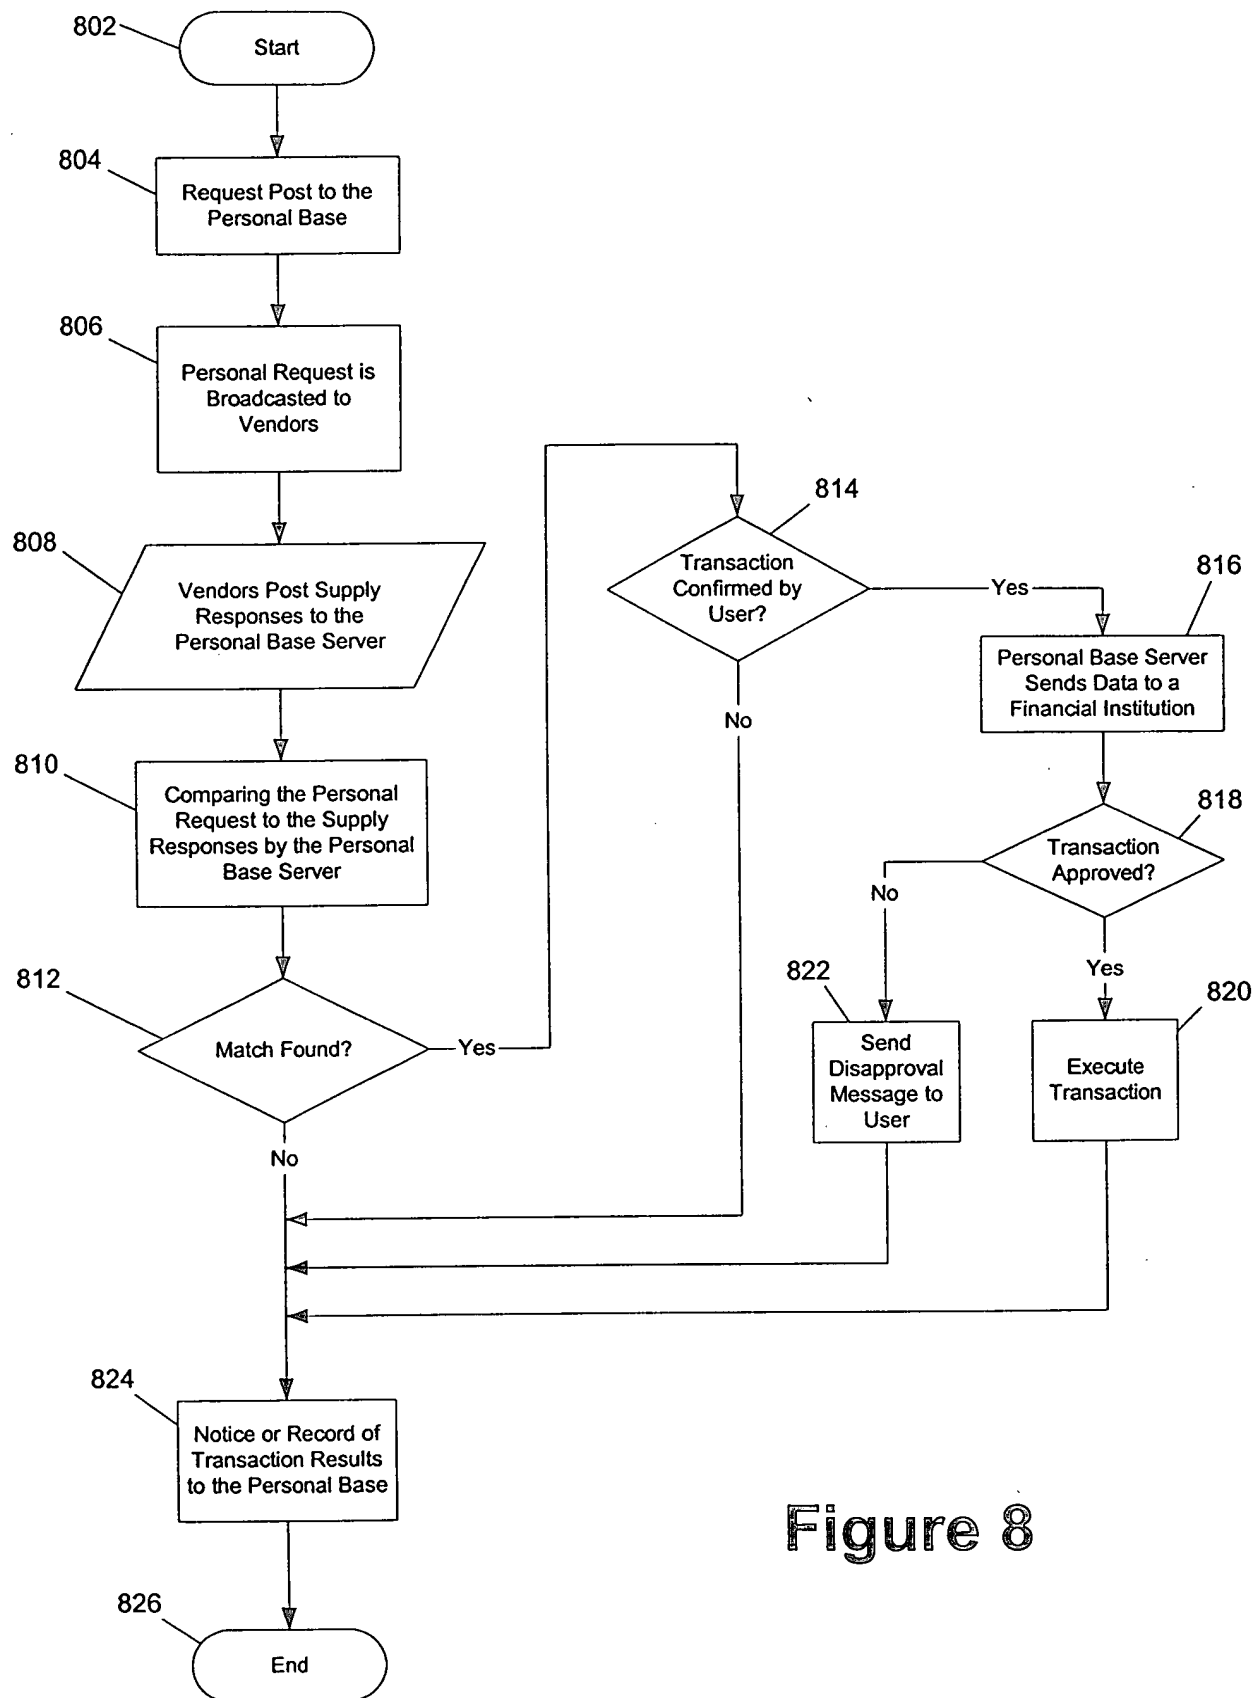 802
Start
804
Request Post to the
Personal Base
806
Personal Request is
Broadcasted to
Vendors
808
Vendors Post Supply
Responses to the
Personal Base Server
810
Comparing the Personal
Request to the Supply
Responses by the Personal
Base Server
812
Match Found?
Yes
No
814
Transaction
Confirmed by
User?
Yes
No
816
Personal Base Server
Sends Data to a
Financial Institution
818
Transaction
Approved?
No
Yes
822
Send
Disapproval
Message to
User
820
Execute
Transaction
824
Notice or Record of
Transaction Results
to the Personal Base
826
End
Figure 8